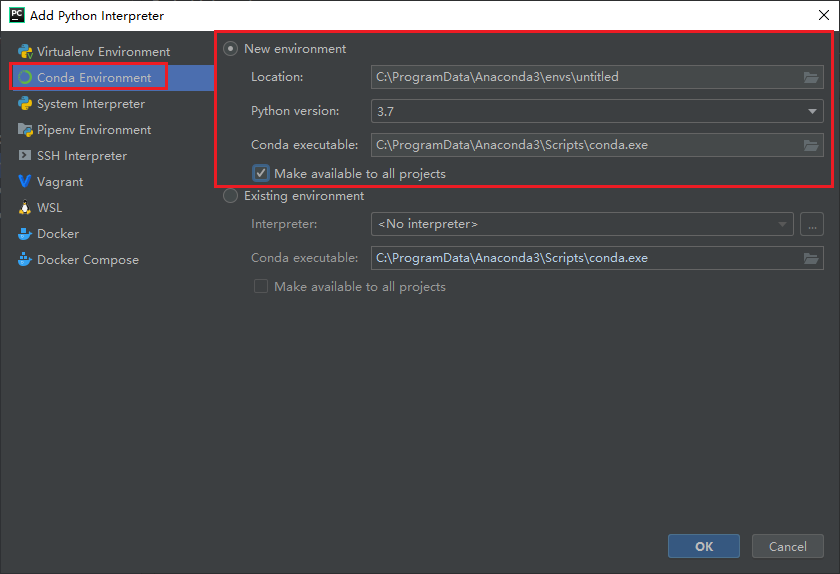 PC Add Python Interpreter
Virtualenv Environment
Conda Environment
System Interpreter
Pipenv Environment
SSH Interpreter
Vagrant
WSL
Docker
Docker Compose
New environment
Location: C:\ProgramData\Anaconda3\envs\untitled
Python version: 3.7
Conda executable: C:\ProgramData\Anaconda3\Scripts\conda.exe
Make available to all projects
Existing environment
Interpreter: <No interpreter> ...
Conda executable: C:\ProgramData\Anaconda3\Scripts\conda.exe
Make available to all projects
OK Cancel